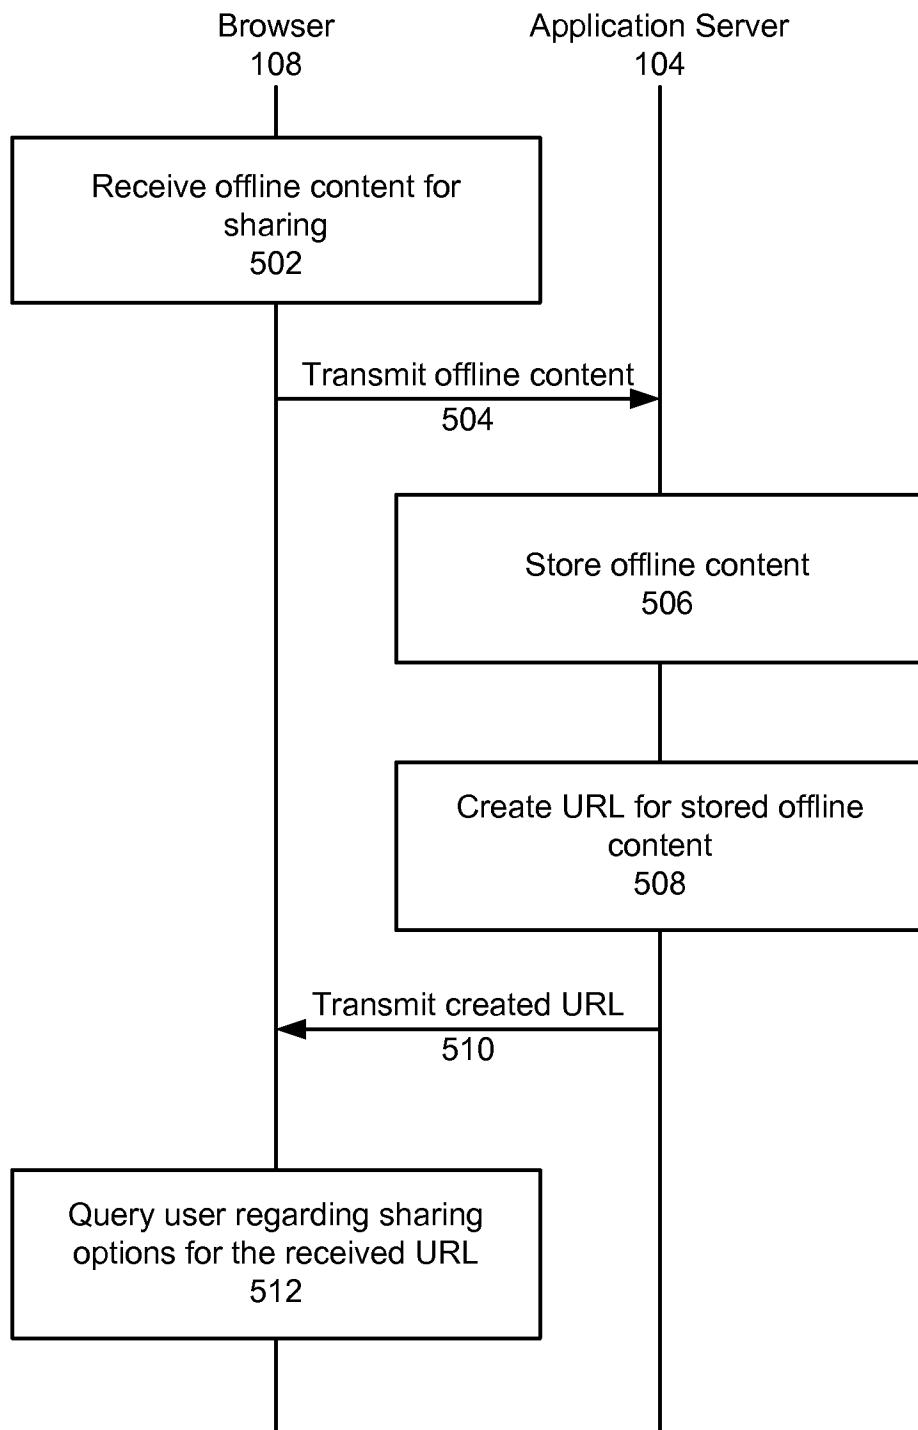 Browser
108
Application Server
104
Receive offline content for
sharing
502
Transmit offline content
504
Store offline content
506
Create URL for stored offline
content
508
Transmit created URL
510
Query user regarding sharing
options for the received URL
512